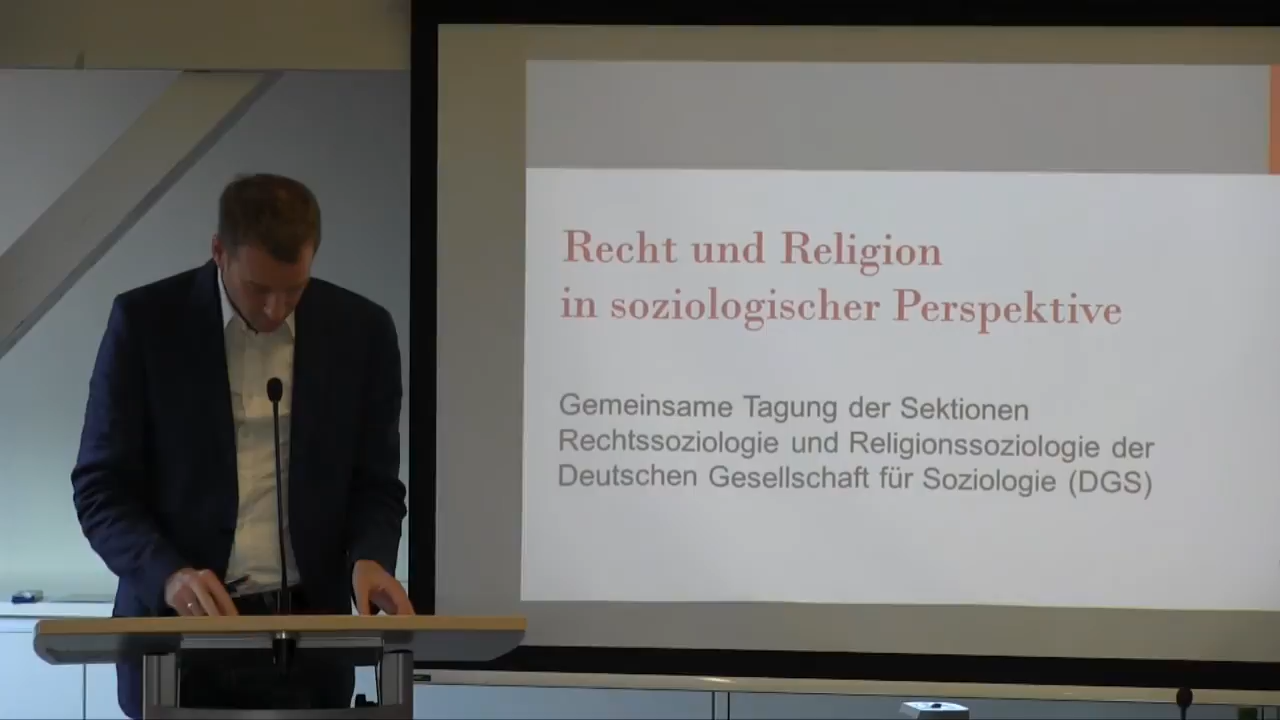 Recht und Religion
in soziologischer Perspektive
Gemeinsame Tagung der Sektionen
Rechtssoziologie und Religionssoziologie der
Deutschen Gesellschaft für Soziologie (DGS)